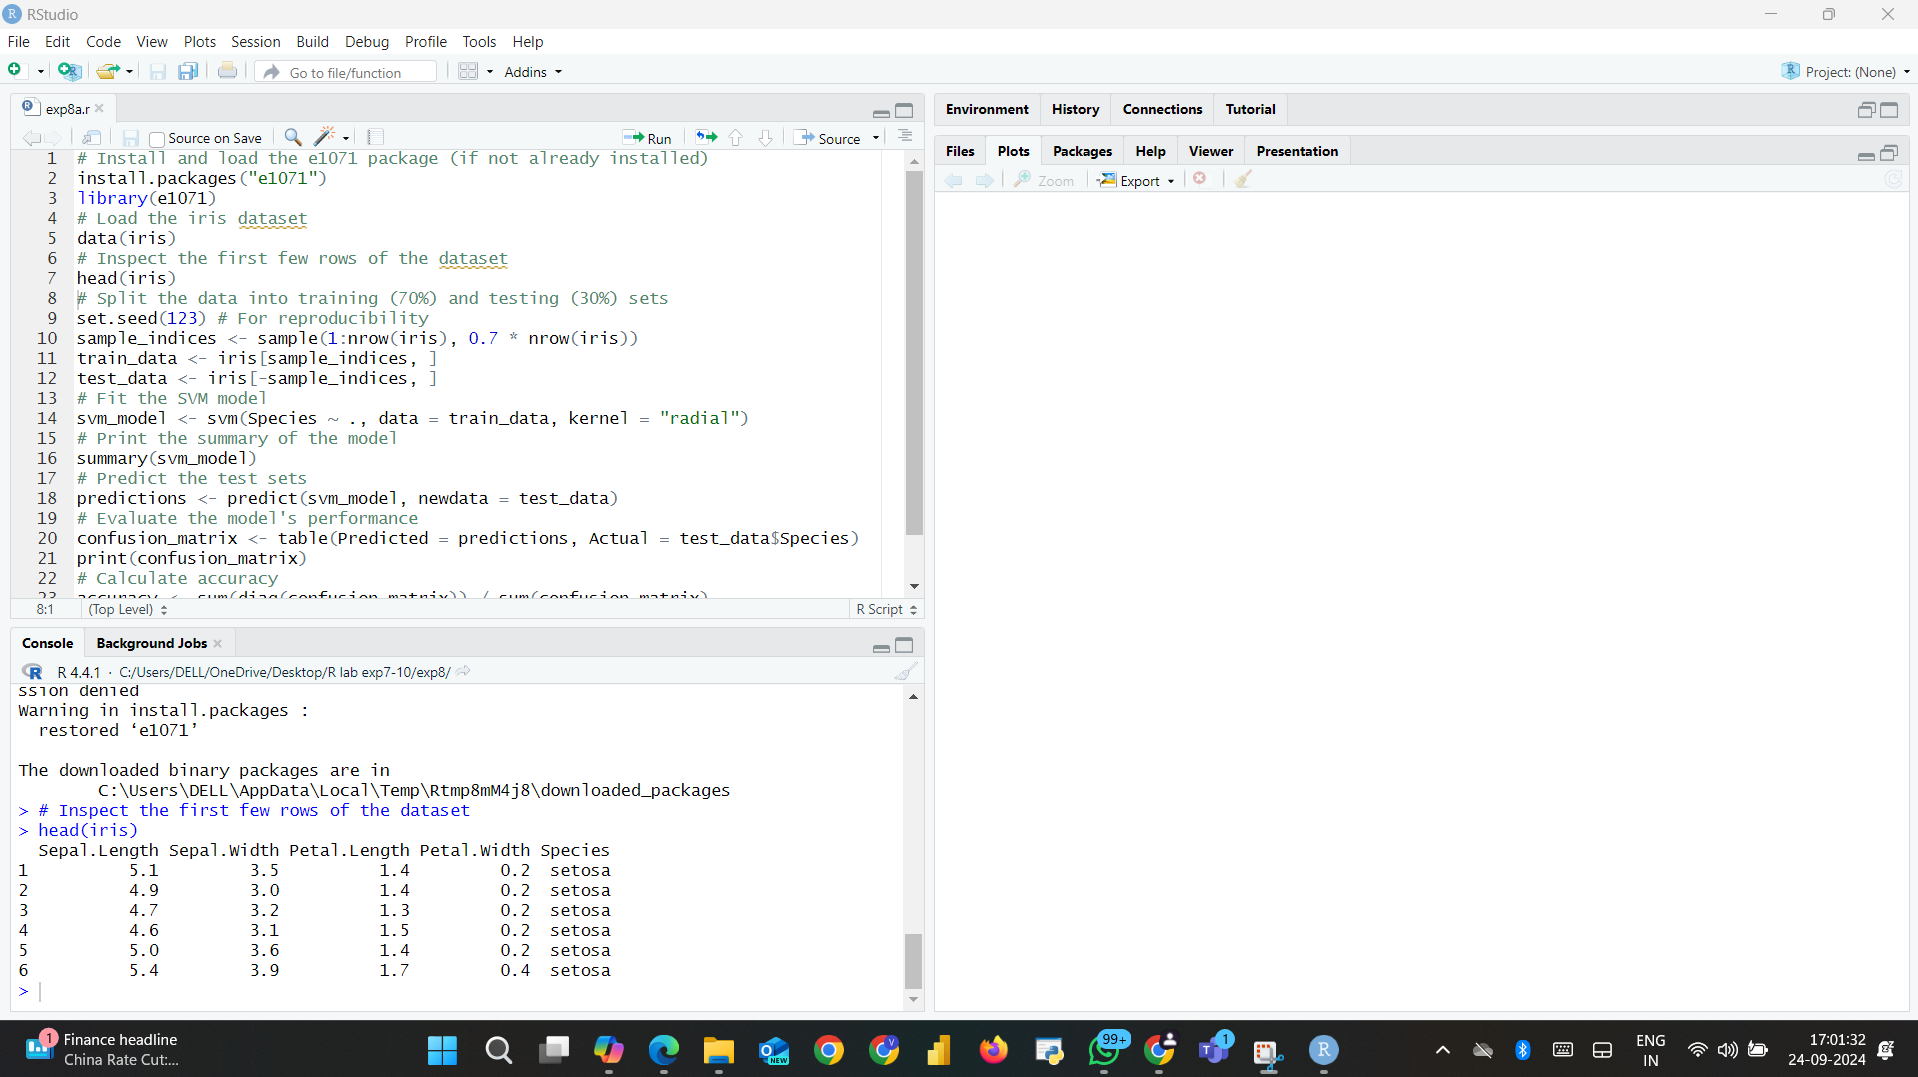 RStudio
File Edit Code View Plots Session Build Debug Profile Tools Help
Go to file/function Addins Project: (None)
exp8a.r
Source on Save Run Source
1 # Install and load the e1071 package (if not already installed)
2 install.packages("e1071")
3 library(e1071)
4 # Load the iris dataset
5 data(iris)
6 # Inspect the first few rows of the dataset
7 head(iris)
8 # Split the data into training (70%) and testing (30%) sets
9 set.seed(123) # For reproducibility
10 sample_indices <- sample(1:nrow(iris), 0.7 * nrow(iris))
11 train_data <- iris[sample_indices, ]
12 test_data <- iris[-sample_indices, ]
13 # Fit the SVM model
14 svm_model <- svm(Species ~ ., data = train_data, kernel = "radial")
15 # Print the summary of the model
16 summary(svm_model)
17 # Predict the test sets
18 predictions <- predict(svm_model, newdata = test_data)
19 # Evaluate the model's performance
20 confusion_matrix <- table(Predicted = predictions, Actual = test_data$Species)
21 print(confusion_matrix)
22 # Calculate accuracy
23 accuracy <- sum(diag(confusion_matrix)) / sum(confusion_matrix)
8:1 (Top Level) R Script
Console Background Jobs
R 4.4.1 · C:/Users/DELL/OneDrive/Desktop/R lab exp7-10/exp8/
ssion denied
Warning in install.packages :
restored ‘e1071’
The downloaded binary packages are in
C:\Users\DELL\AppData\Local\Temp\Rtmp8mM4j8\downloaded_packages
> # Inspect the first few rows of the dataset
> head(iris)
Sepal.Length Sepal.Width Petal.Length Petal.Width Species
1 5.1 3.5 1.4 0.2 setosa
2 4.9 3.0 1.4 0.2 setosa
3 4.7 3.2 1.3 0.2 setosa
4 4.6 3.1 1.5 0.2 setosa
5 5.0 3.6 1.4 0.2 setosa
6 5.4 3.9 1.7 0.4 setosa
>
Environment History Connections Tutorial
Files Plots Packages Help Viewer Presentation
Zoom Export
1 Finance headline
China Rate Cut:...
NEW
V
99+
1
R
ENG
IN
17:01:32
24-09-2024